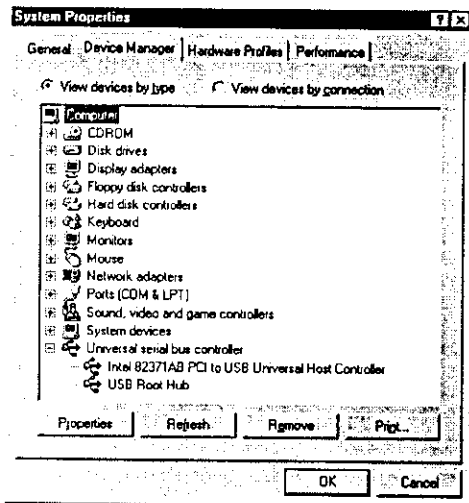 System Properties
General Device Manager Hardware Profiles Performance
View devices by type View devices by connection
Computer
CDROM
Disk drives
Display adapters
Floppy disk controllers
Hard disk controllers
Keyboard
Monitors
Mouse
Network adapters
Ports (COM & LPT)
Sound, video and game controllers
System devices
Universal serial bus controller
Intel 82371AB PCI to USB Universal Host Controller
USB Root Hub
Properties Refresh Remove Print...
OK Cancel